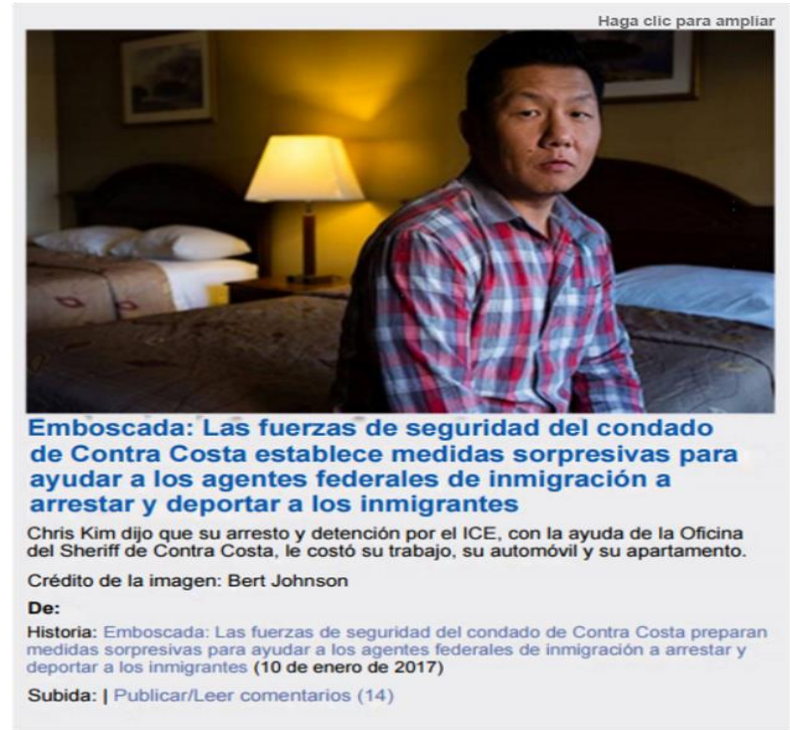 Haga clic para ampliar
Emboscada: Las fuerzas de seguridad del condado
de Contra Costa establece medidas sorpresivas para
ayudar a los agentes federales de inmigración a
arrestar y deportar a los inmigrantes
Chris Kim dijo que su arresto y detención por el ICE, con la ayuda de la Oficina
del Sheriff de Contra Costa, le costó su trabajo, su automóvil y su apartamento.
Crédito de la imagen: Bert Johnson
De:
Historia: Emboscada: Las fuerzas de seguridad del condado de Contra Costa preparan
medidas sorpresivas para ayudar a los agentes federales de inmigración a arrestar y
deportar a los inmigrantes (10 de enero de 2017)
Subida: | Publicar/Leer comentarios (14)